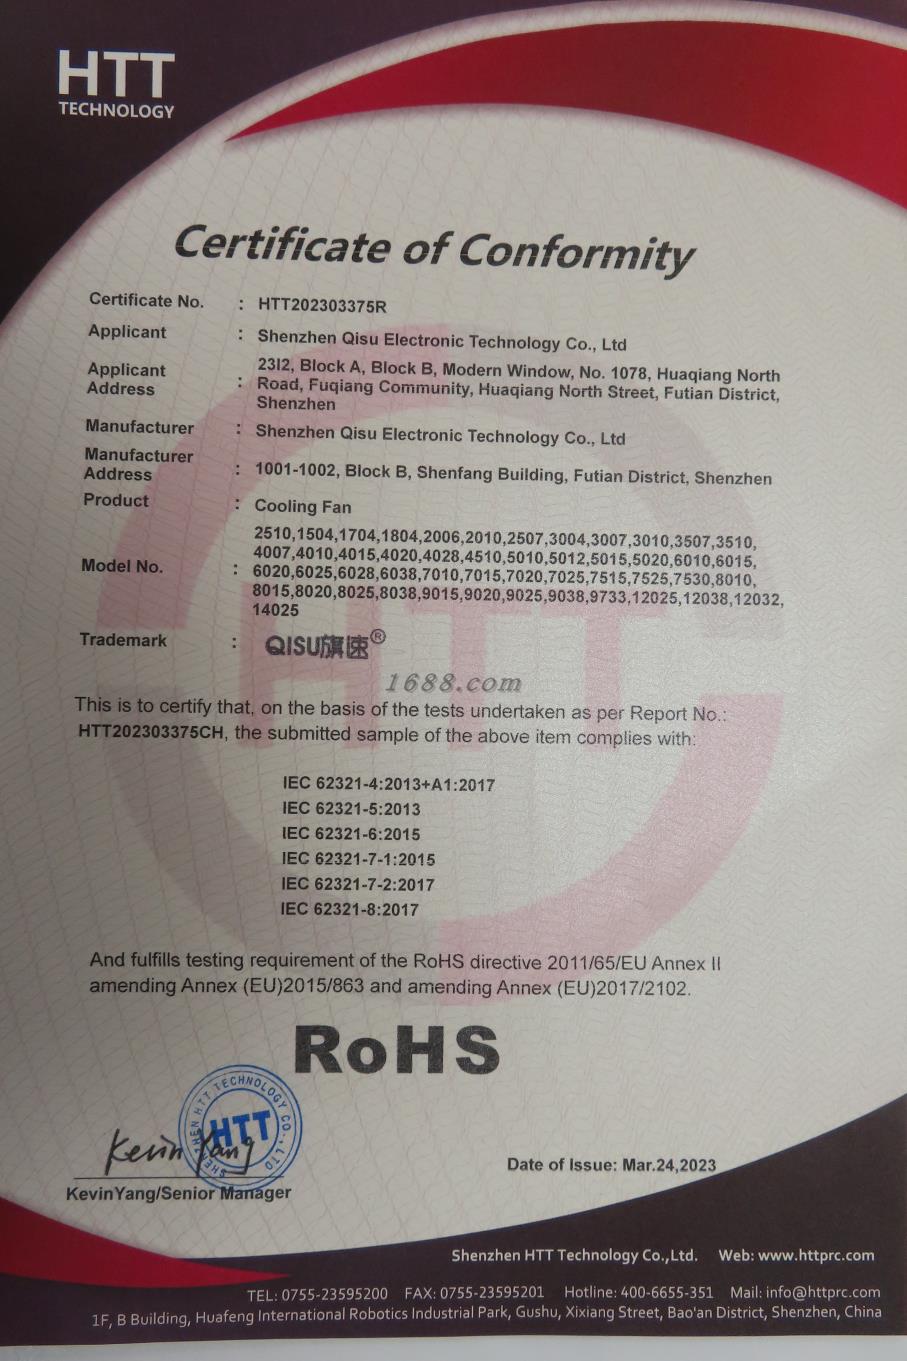 HTT
TECHNOLOGY
Certificate of Conformity
Certificate No. : HTT202303375R
Applicant : Shenzhen Qisu Electronic Technology Co., Ltd
Applicant Address : 23I2, Block A, Block B, Modern Window, No. 1078, Huaqiang North
Road, Fuqiang Community, Huaqiang North Street, Futian District,
Shenzhen
Manufacturer : Shenzhen Qisu Electronic Technology Co., Ltd
Manufacturer Address : 1001-1002, Block B, Shenfang Building, Futian District, Shenzhen
Product : Cooling Fan
Model No. : 2510,1504,1704,1804,2006,2010,2507,3004,3007,3010,3507,3510,
4007,4010,4015,4020,4028,4510,5010,5012,5015,5020,6010,6015,
6020,6025,6028,6038,7010,7015,7020,7025,7515,7525,7530,8010,
8015,8020,8025,8038,9015,9020,9025,9038,9733,12025,12038,12032,
14025
Trademark : QISU旗速®
1688.com
This is to certify that, on the basis of the tests undertaken as per Report No.:
HTT202303375CH, the submitted sample of the above item complies with:
IEC 62321-4:2013+A1:2017
IEC 62321-5:2013
IEC 62321-6:2015
IEC 62321-7-1:2015
IEC 62321-7-2:2017
IEC 62321-8:2017
And fulfills testing requirement of the RoHS directive 2011/65/EU Annex II
amending Annex (EU)2015/863 and amending Annex (EU)2017/2102.
RoHS
SHENZHEN HTT TECHNOLOGY CO.,LTD
HTT
Kevin Yang
KevinYang/Senior Manager
Date of Issue: Mar.24,2023
Shenzhen HTT Technology Co.,Ltd. Web: www.httprc.com
TEL: 0755-23595200 FAX: 0755-23595201 Hotline: 400-6655-351 Mail: info@httprc.com
1F, B Building, Huafeng International Robotics Industrial Park, Gushu, Xixiang Street, Bao'an District, Shenzhen, China